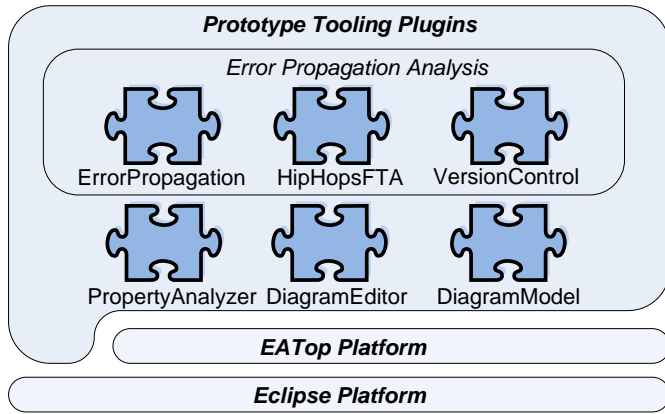 Prototype Tooling Plugins
Error Propagation Analysis
ErrorPropagation HipHopsFTA VersionControl
PropertyAnalyzer DiagramEditor DiagramModel
EATop Platform
Eclipse Platform